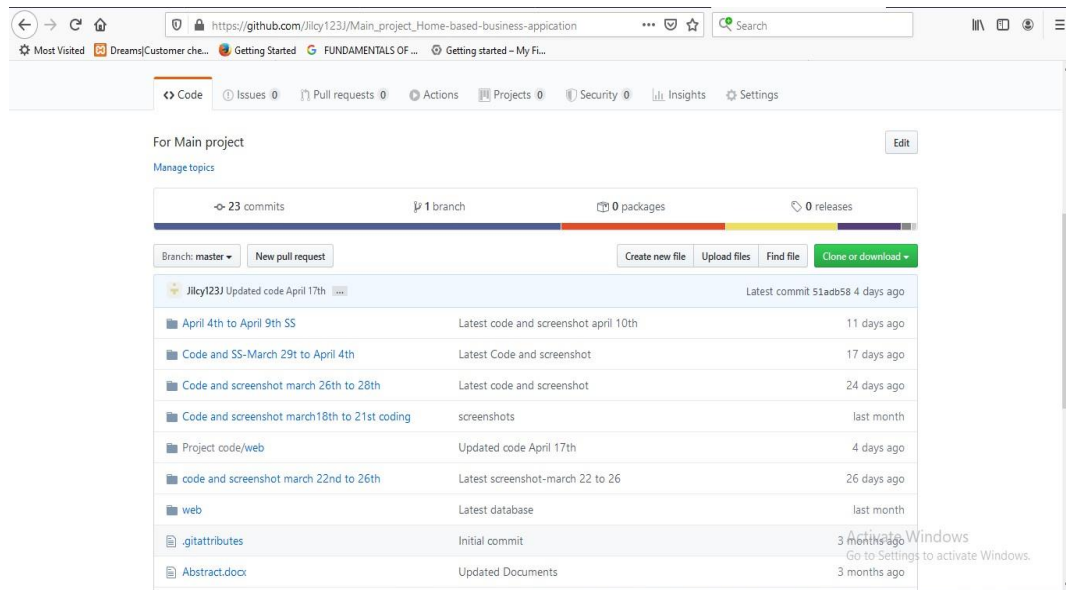 https://github.com/Jilcy123J/Main_project_Home-based-business-appication
Search
Most Visited Dreams|Customer che... Getting Started FUNDAMENTALS OF ... Getting started – My Fi...
Code Issues 0 Pull requests 0 Actions Projects 0 Security 0 Insights Settings
For Main project Edit
Manage topics
23 commits 1 branch 0 packages 0 releases
Branch: master New pull request Create new file Upload files Find file Clone or download
Jilcy123J Updated code April 17th ... Latest commit 51adb58 4 days ago
April 4th to April 9th SS Latest code and screenshot april 10th 11 days ago
Code and SS-March 29t to April 4th Latest Code and screenshot 17 days ago
Code and screenshot march 26th to 28th Latest code and screenshot 24 days ago
Code and screenshot march18th to 21st coding screenshots last month
Project code/web Updated code April 17th 4 days ago
code and screenshot march 22nd to 26th Latest screenshot-march 22 to 26 26 days ago
web Latest database last month
.gitattributes Initial commit 3 months ago
Activate Windows
Go to Settings to activate Windows.
Abstract.docx Updated Documents 3 months ago